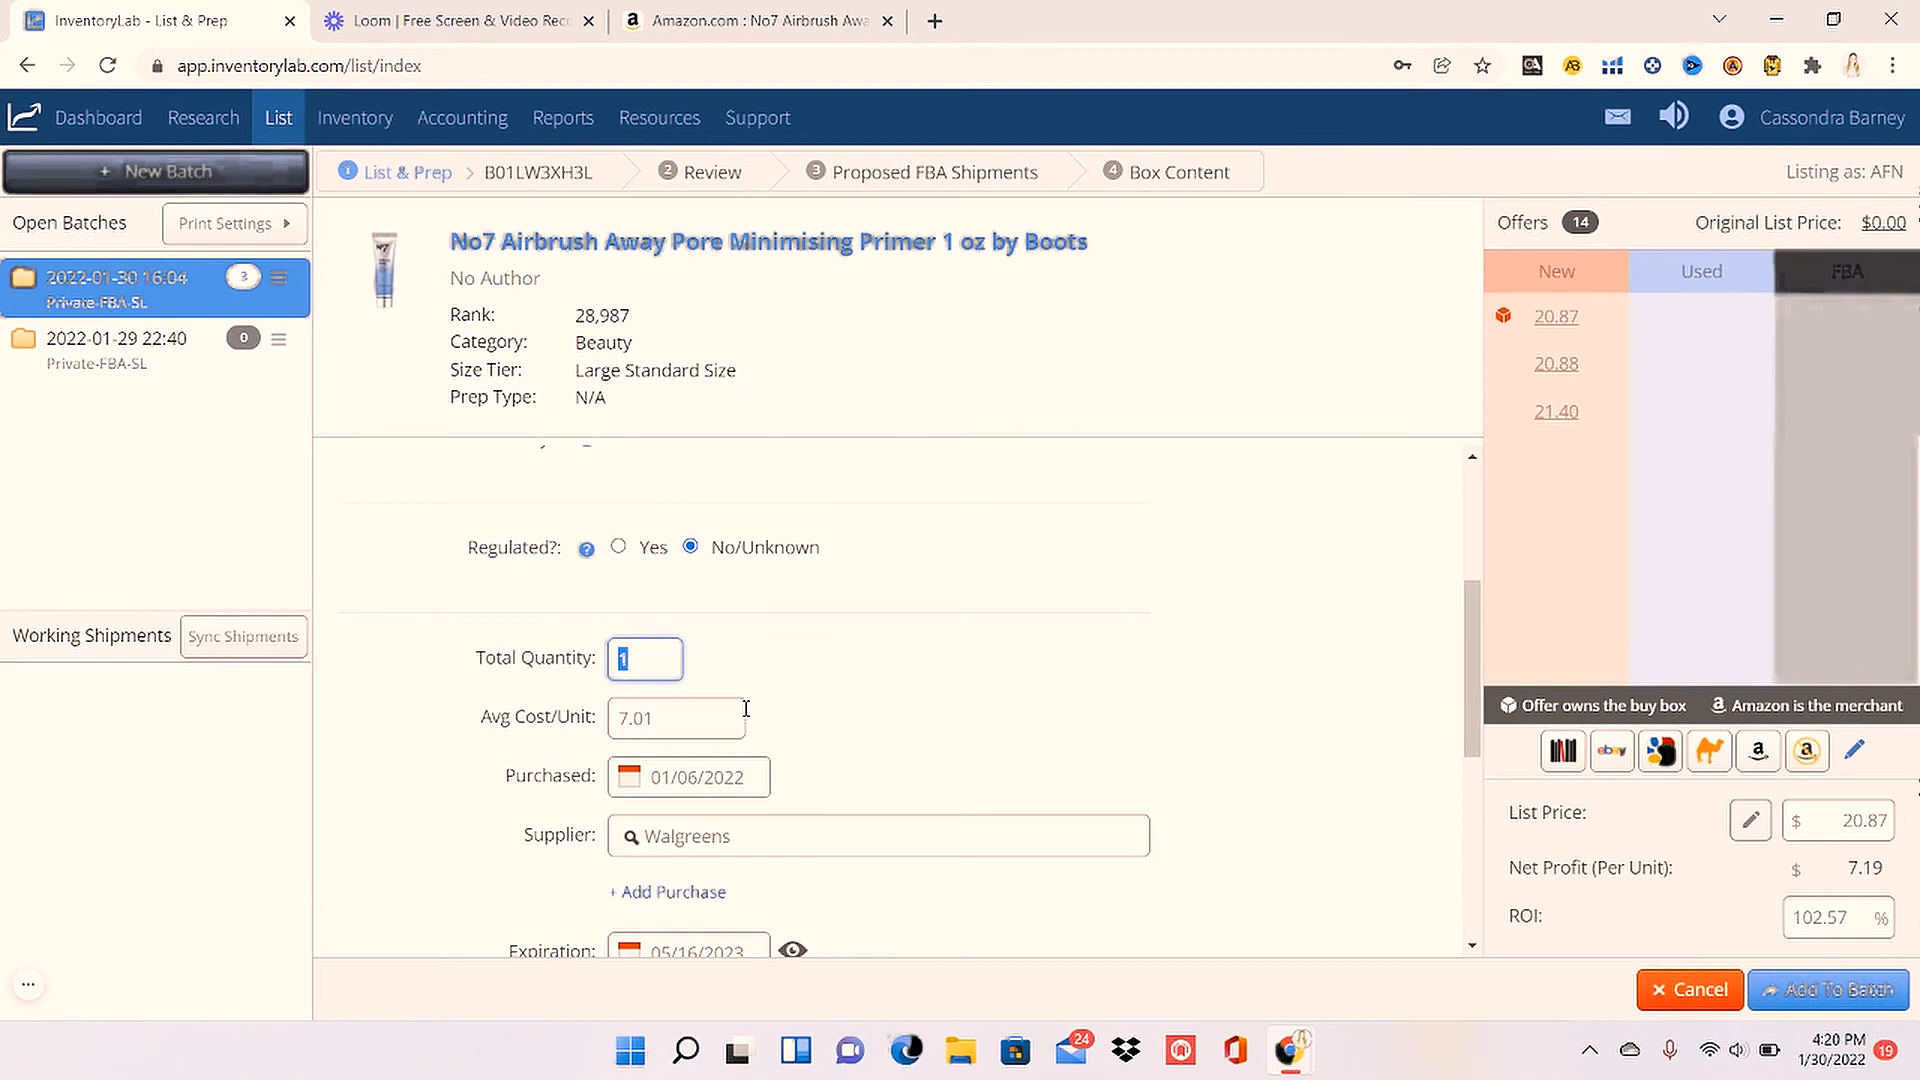 InventoryLab - List & Prep
Loom | Free Screen & Video Rec
Amazon.com : No7 Airbrush Awa
app.inventorylab.com/list/index
Dashboard Research List Inventory Accounting Reports Resources Support Cassondra Barney
+ New Batch
1 List & Prep > B01LW3XH3L 2 Review 3 Proposed FBA Shipments 4 Box Content Listing as: AFN
Open Batches Print Settings
2022-01-30 16:04 3
Private-FBA-SL
2022-01-29 22:40 0
Private-FBA-SL
Working Shipments Sync Shipments
No7 Airbrush Away Pore Minimising Primer 1 oz by Boots
No Author
Rank: 28,987
Category: Beauty
Size Tier: Large Standard Size
Prep Type: N/A
Regulated?: ? Yes No/Unknown
Total Quantity: 1
Avg Cost/Unit: 7.01
Purchased: 01/06/2022
Supplier: Walgreens
+ Add Purchase
Expiration: 05/16/2023
Offers 14 Original List Price: $0.00
New Used FBA
20.87
20.88
21.40
Offer owns the buy box a Amazon is the merchant
ebay a a
List Price: $ 20.87
Net Profit (Per Unit): $ 7.19
ROI: 102.57 %
× Cancel Add To Batch
24
4:20 PM
1/30/2022 19